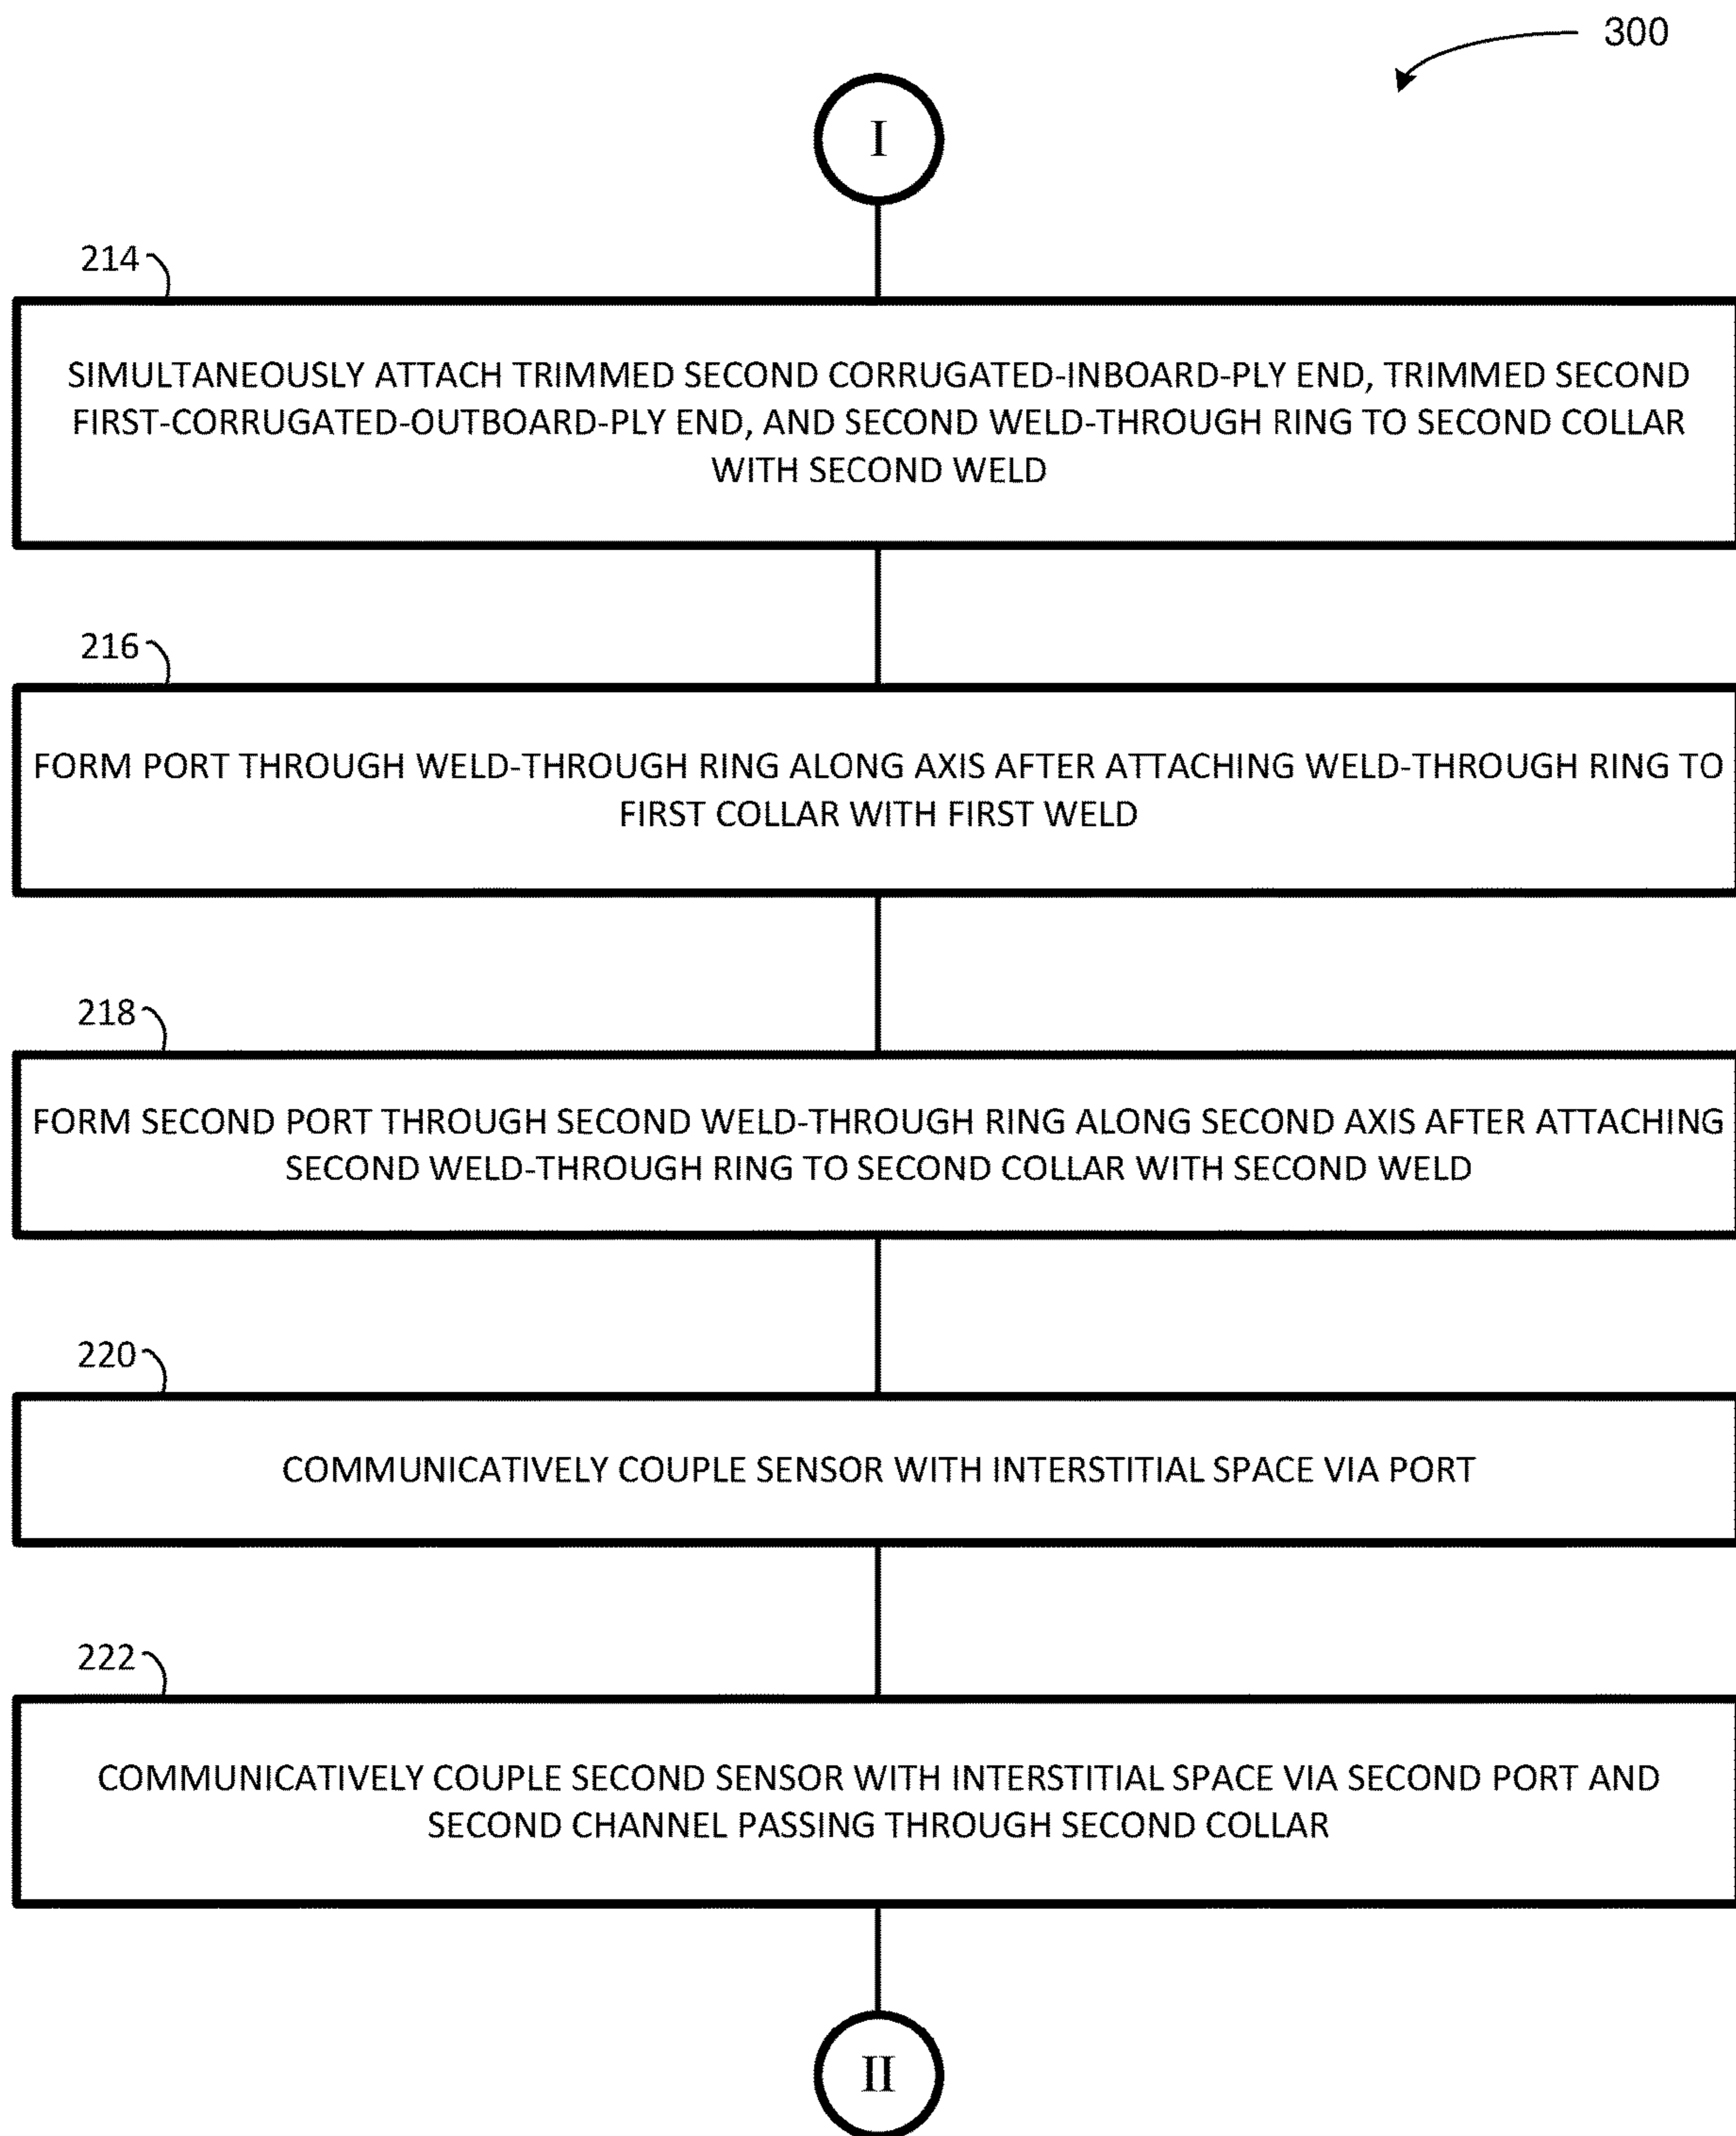 300
I
214
SIMULTANEOUSLY ATTACH TRIMMED SECOND CORRUGATED-INBOARD-PLY END, TRIMMED SECOND
FIRST-CORRUGATED-OUTBOARD-PLY END, AND SECOND WELD-THROUGH RING TO SECOND COLLAR
WITH SECOND WELD
216
FORM PORT THROUGH WELD-THROUGH RING ALONG AXIS AFTER ATTACHING WELD-THROUGH RING TO
FIRST COLLAR WITH FIRST WELD
218
FORM SECOND PORT THROUGH SECOND WELD-THROUGH RING ALONG SECOND AXIS AFTER ATTACHING
SECOND WELD-THROUGH RING TO SECOND COLLAR WITH SECOND WELD
220
COMMUNICATIVELY COUPLE SENSOR WITH INTERSTITIAL SPACE VIA PORT
222
COMMUNICATIVELY COUPLE SECOND SENSOR WITH INTERSTITIAL SPACE VIA SECOND PORT AND
SECOND CHANNEL PASSING THROUGH SECOND COLLAR
II